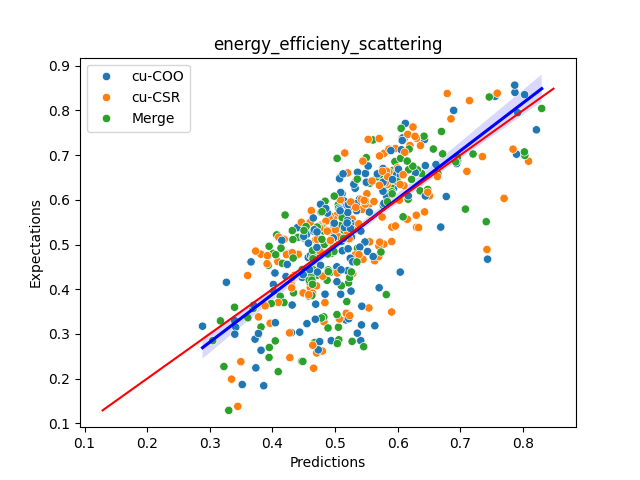 energy_efficieny_scattering
cu-COO
cu-CSR
Merge
0.9
0.8
0.7
0.6
0.5
0.4
0.3
0.2
0.1
Expectations
0.1 0.2 0.3 0.4 0.5 0.6 0.7 0.8
Predictions